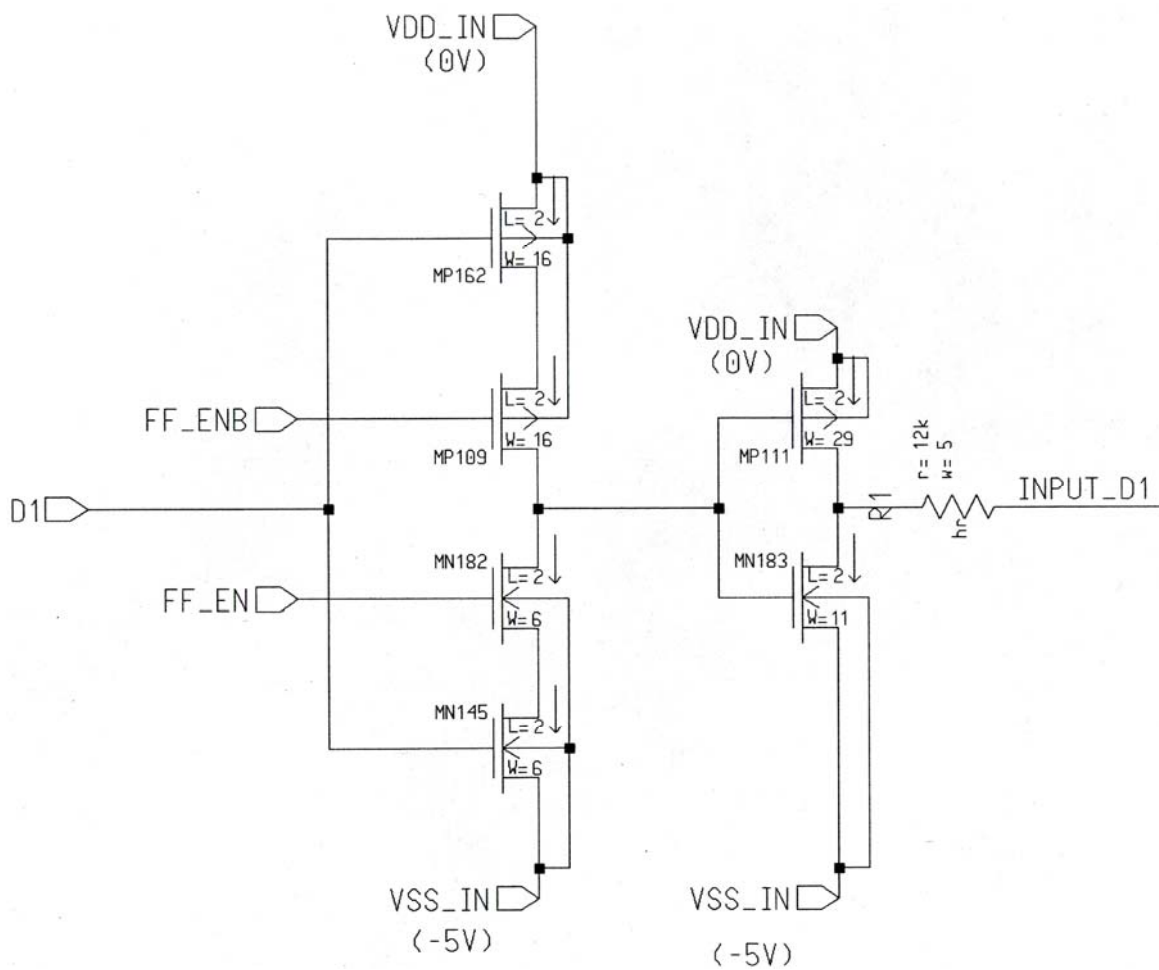 VDD_IN
(0V)
L= 2
W= 16
MP162
VDD_IN
(0V)
L= 2
FF_ENB
W= 16
MP109
L= 2
W= 29
MP111
r= 12k
w= 5
R1
hr
INPUT_D1
D1
MN182
L= 2
FF_EN
W= 6
MN183
L= 2
W= 11
MN145
L= 2
W= 6
VSS_IN
(-5V)
VSS_IN
(-5V)